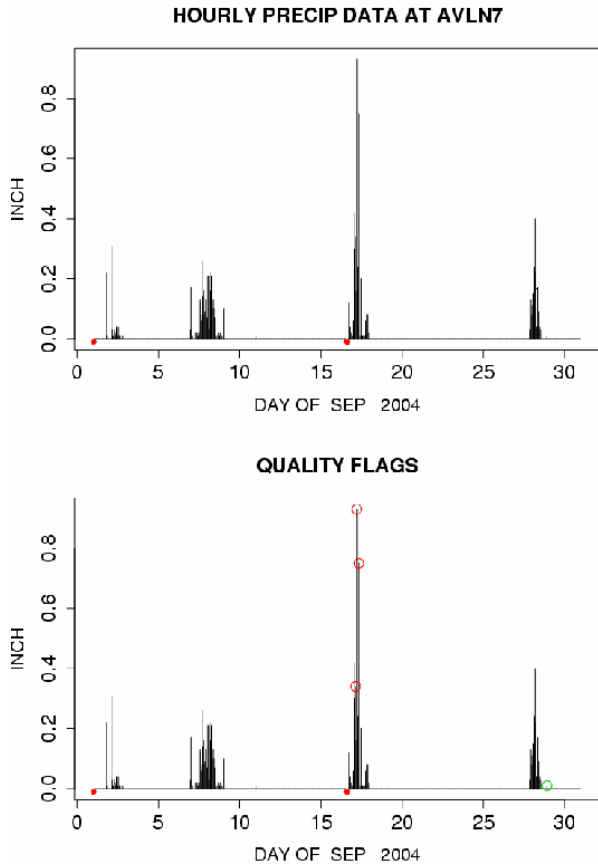 HOURLY PRECIP DATA AT AVLN7
INCH
0.0
0.2
0.4
0.6
0.8
0 5 10 15 20 25 30
DAY OF SEP 2004
QUALITY FLAGS
INCH
0.0
0.2
0.4
0.6
0.8
0 5 10 15 20 25 30
DAY OF SEP 2004